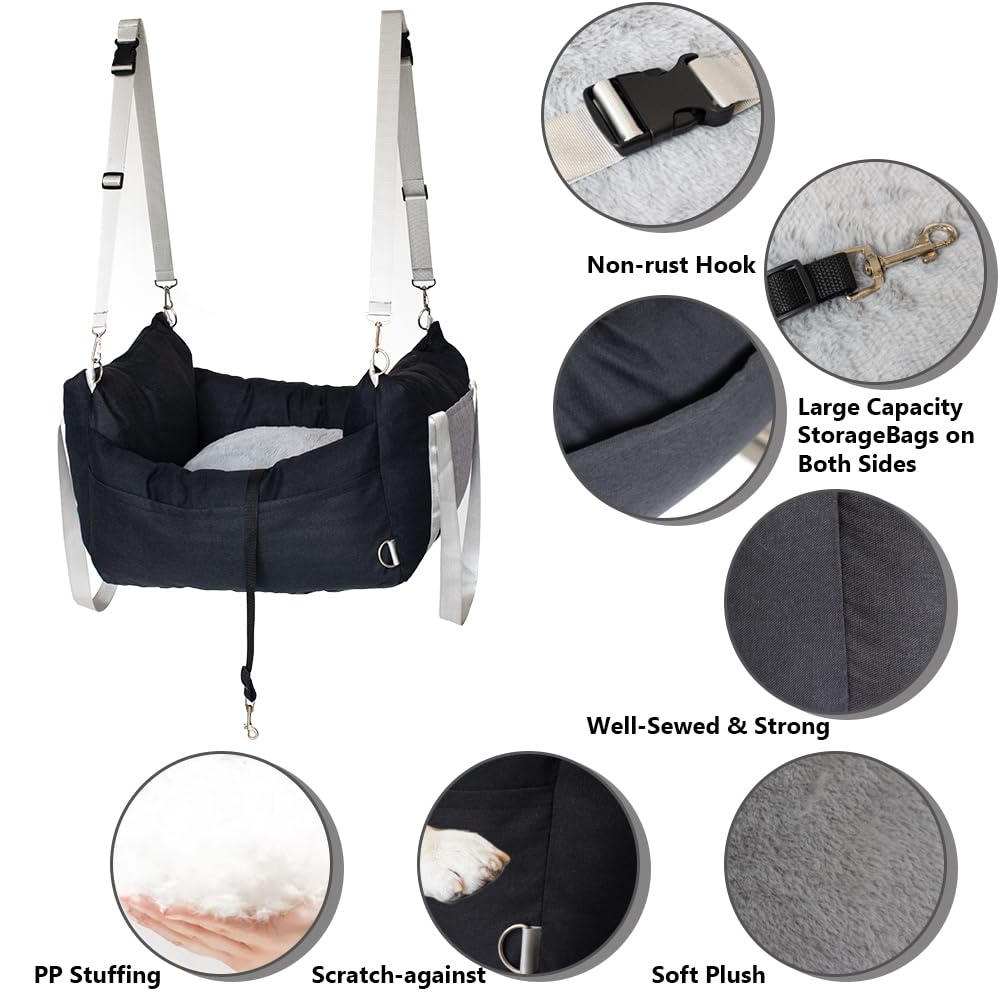 Non-rust Hook
Large Capacity
StorageBags on
Both Sides
Well-Sewed & Strong
PP Stuffing
Scratch-against
Soft Plush